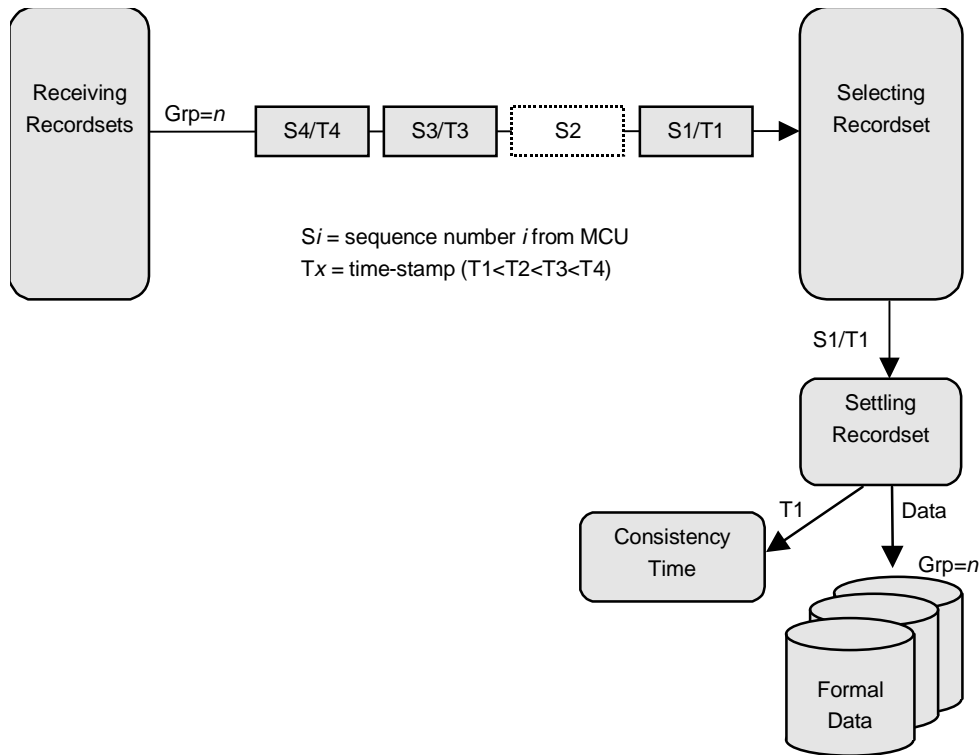 Receiving
Recordsets
Grp=n
S4/T4
S3/T3
S2
S1/T1
Selecting
Recordset
Si = sequence number i from MCU
Tx = time-stamp (T1<T2<T3<T4)
S1/T1
Settling
Recordset
T1
Data
Consistency
Time
Grp=n
Formal
Data